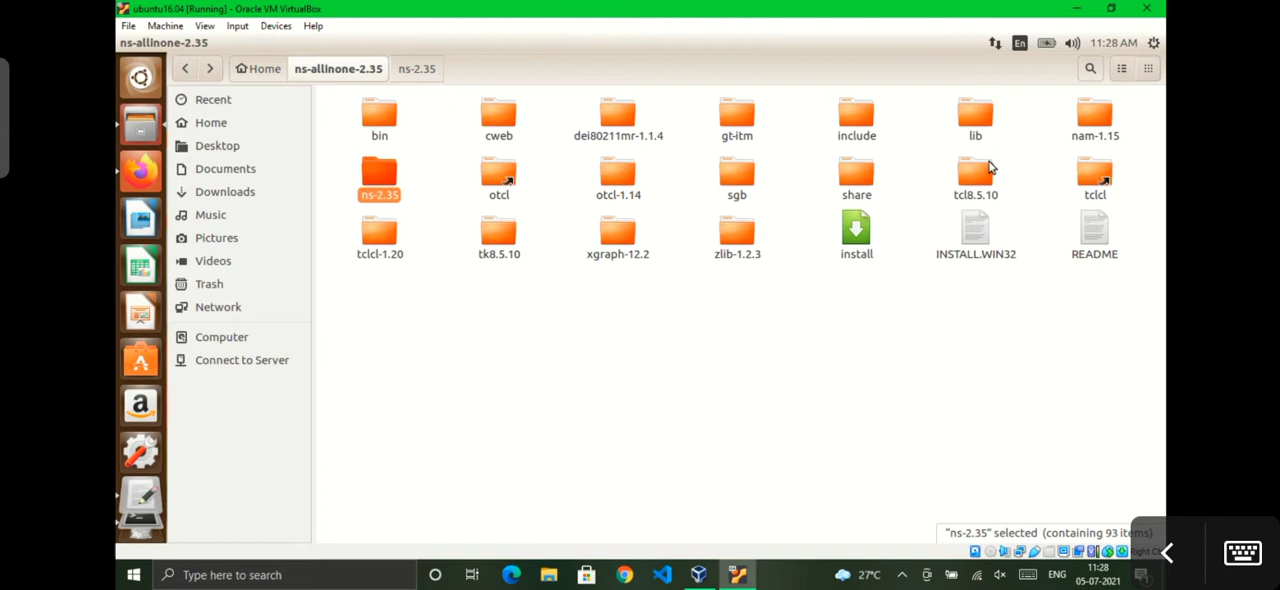 ubuntu16.04 [Running] - Oracle VM VirtualBox
File Machine View Input Devices Help
ns-allinone-2.35
En
11:28 AM
Home ns-allinone-2.35 ns-2.35
Recent
Home
Desktop
Documents
Downloads
Music
Pictures
Videos
Trash
Network
Computer
Connect to Server
bin cweb dei80211mr-1.1.4 gt-itm include lib nam-1.15
ns-2.35 otcl otcl-1.14 sgb share tcl8.5.10 tclcl
tclcl-1.20 tk8.5.10 xgraph-12.2 zlib-1.2.3 install INSTALL.WIN32 README
"ns-2.35" selected (containing 93 items)
Right
Type here to search
27°C
ENG
11:28
05-07-2021